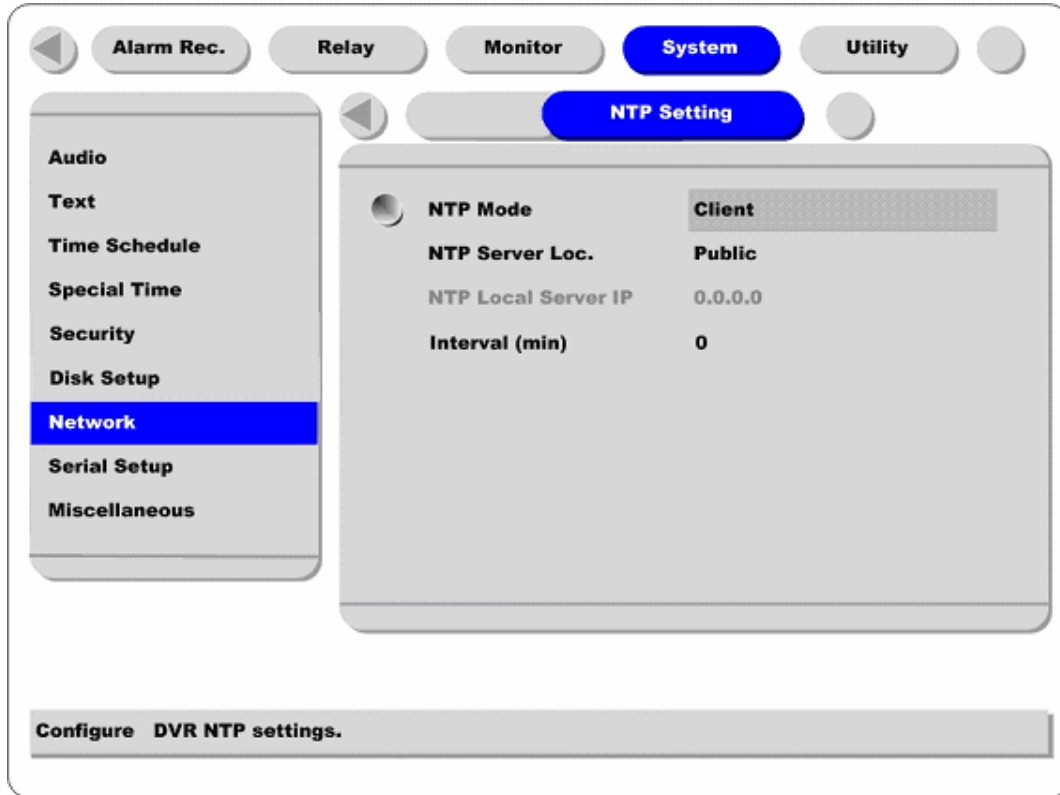 Alarm Rec. Relay Monitor System Utility
NTP Setting
Audio
Text
Time Schedule
Special Time
Security
Disk Setup
Network
Serial Setup
Miscellaneous
NTP Mode Client
NTP Server Loc. Public
NTP Local Server IP 0.0.0.0
Interval (min) 0
Configure DVR NTP settings.